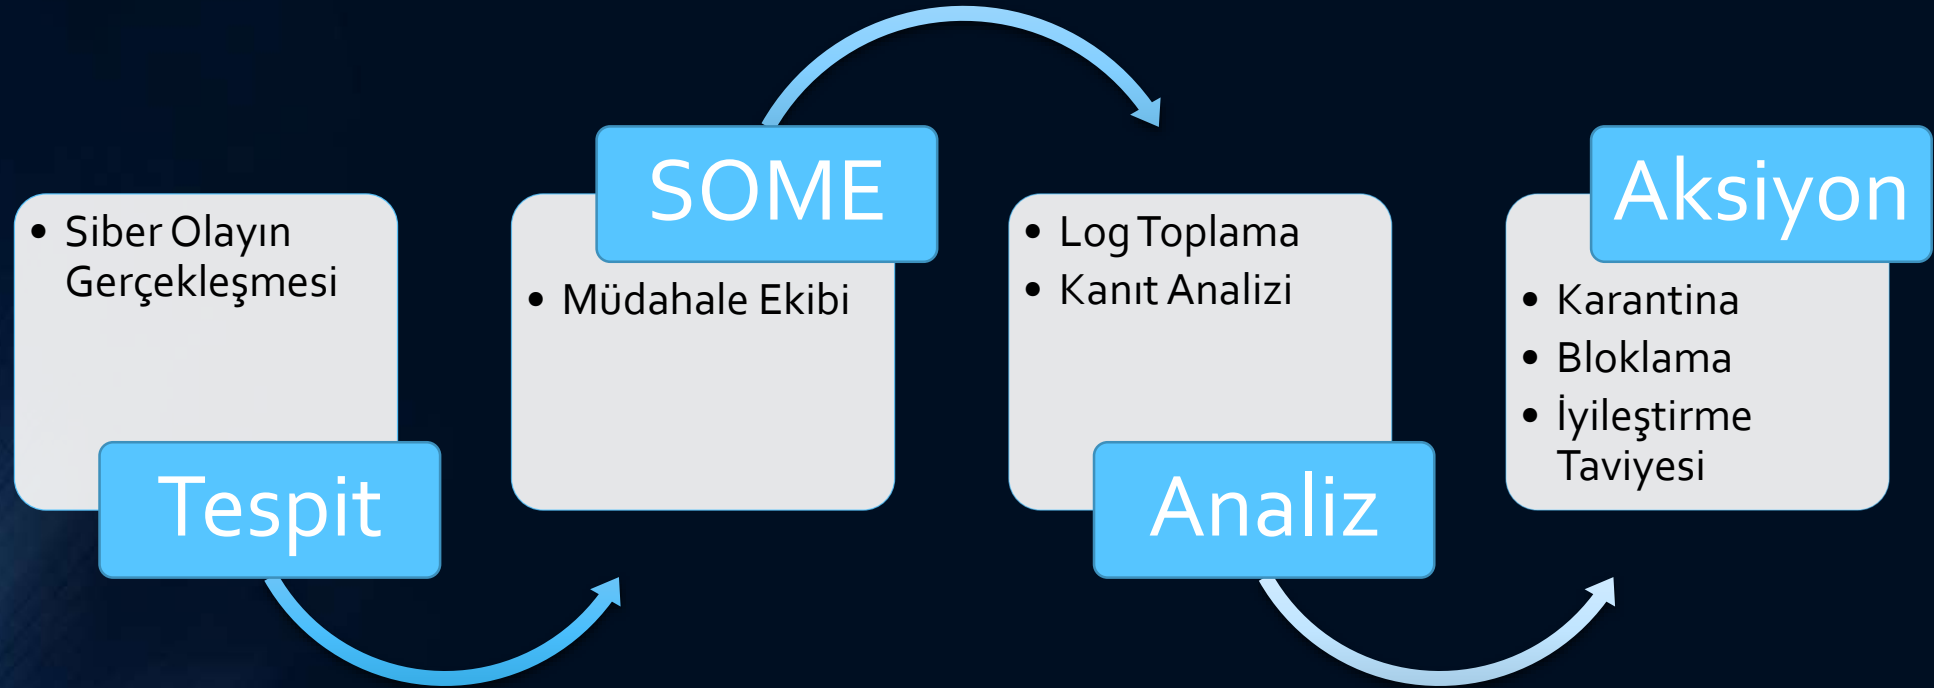 • Siber Olayın
Gerçekleşmesi
Tespit
SOME
• Müdahale Ekibi
• Log Toplama
• Kanıt Analizi
Analiz
Aksiyon
• Karantina
• Bloklama
• İyileştirme
Taviyesi